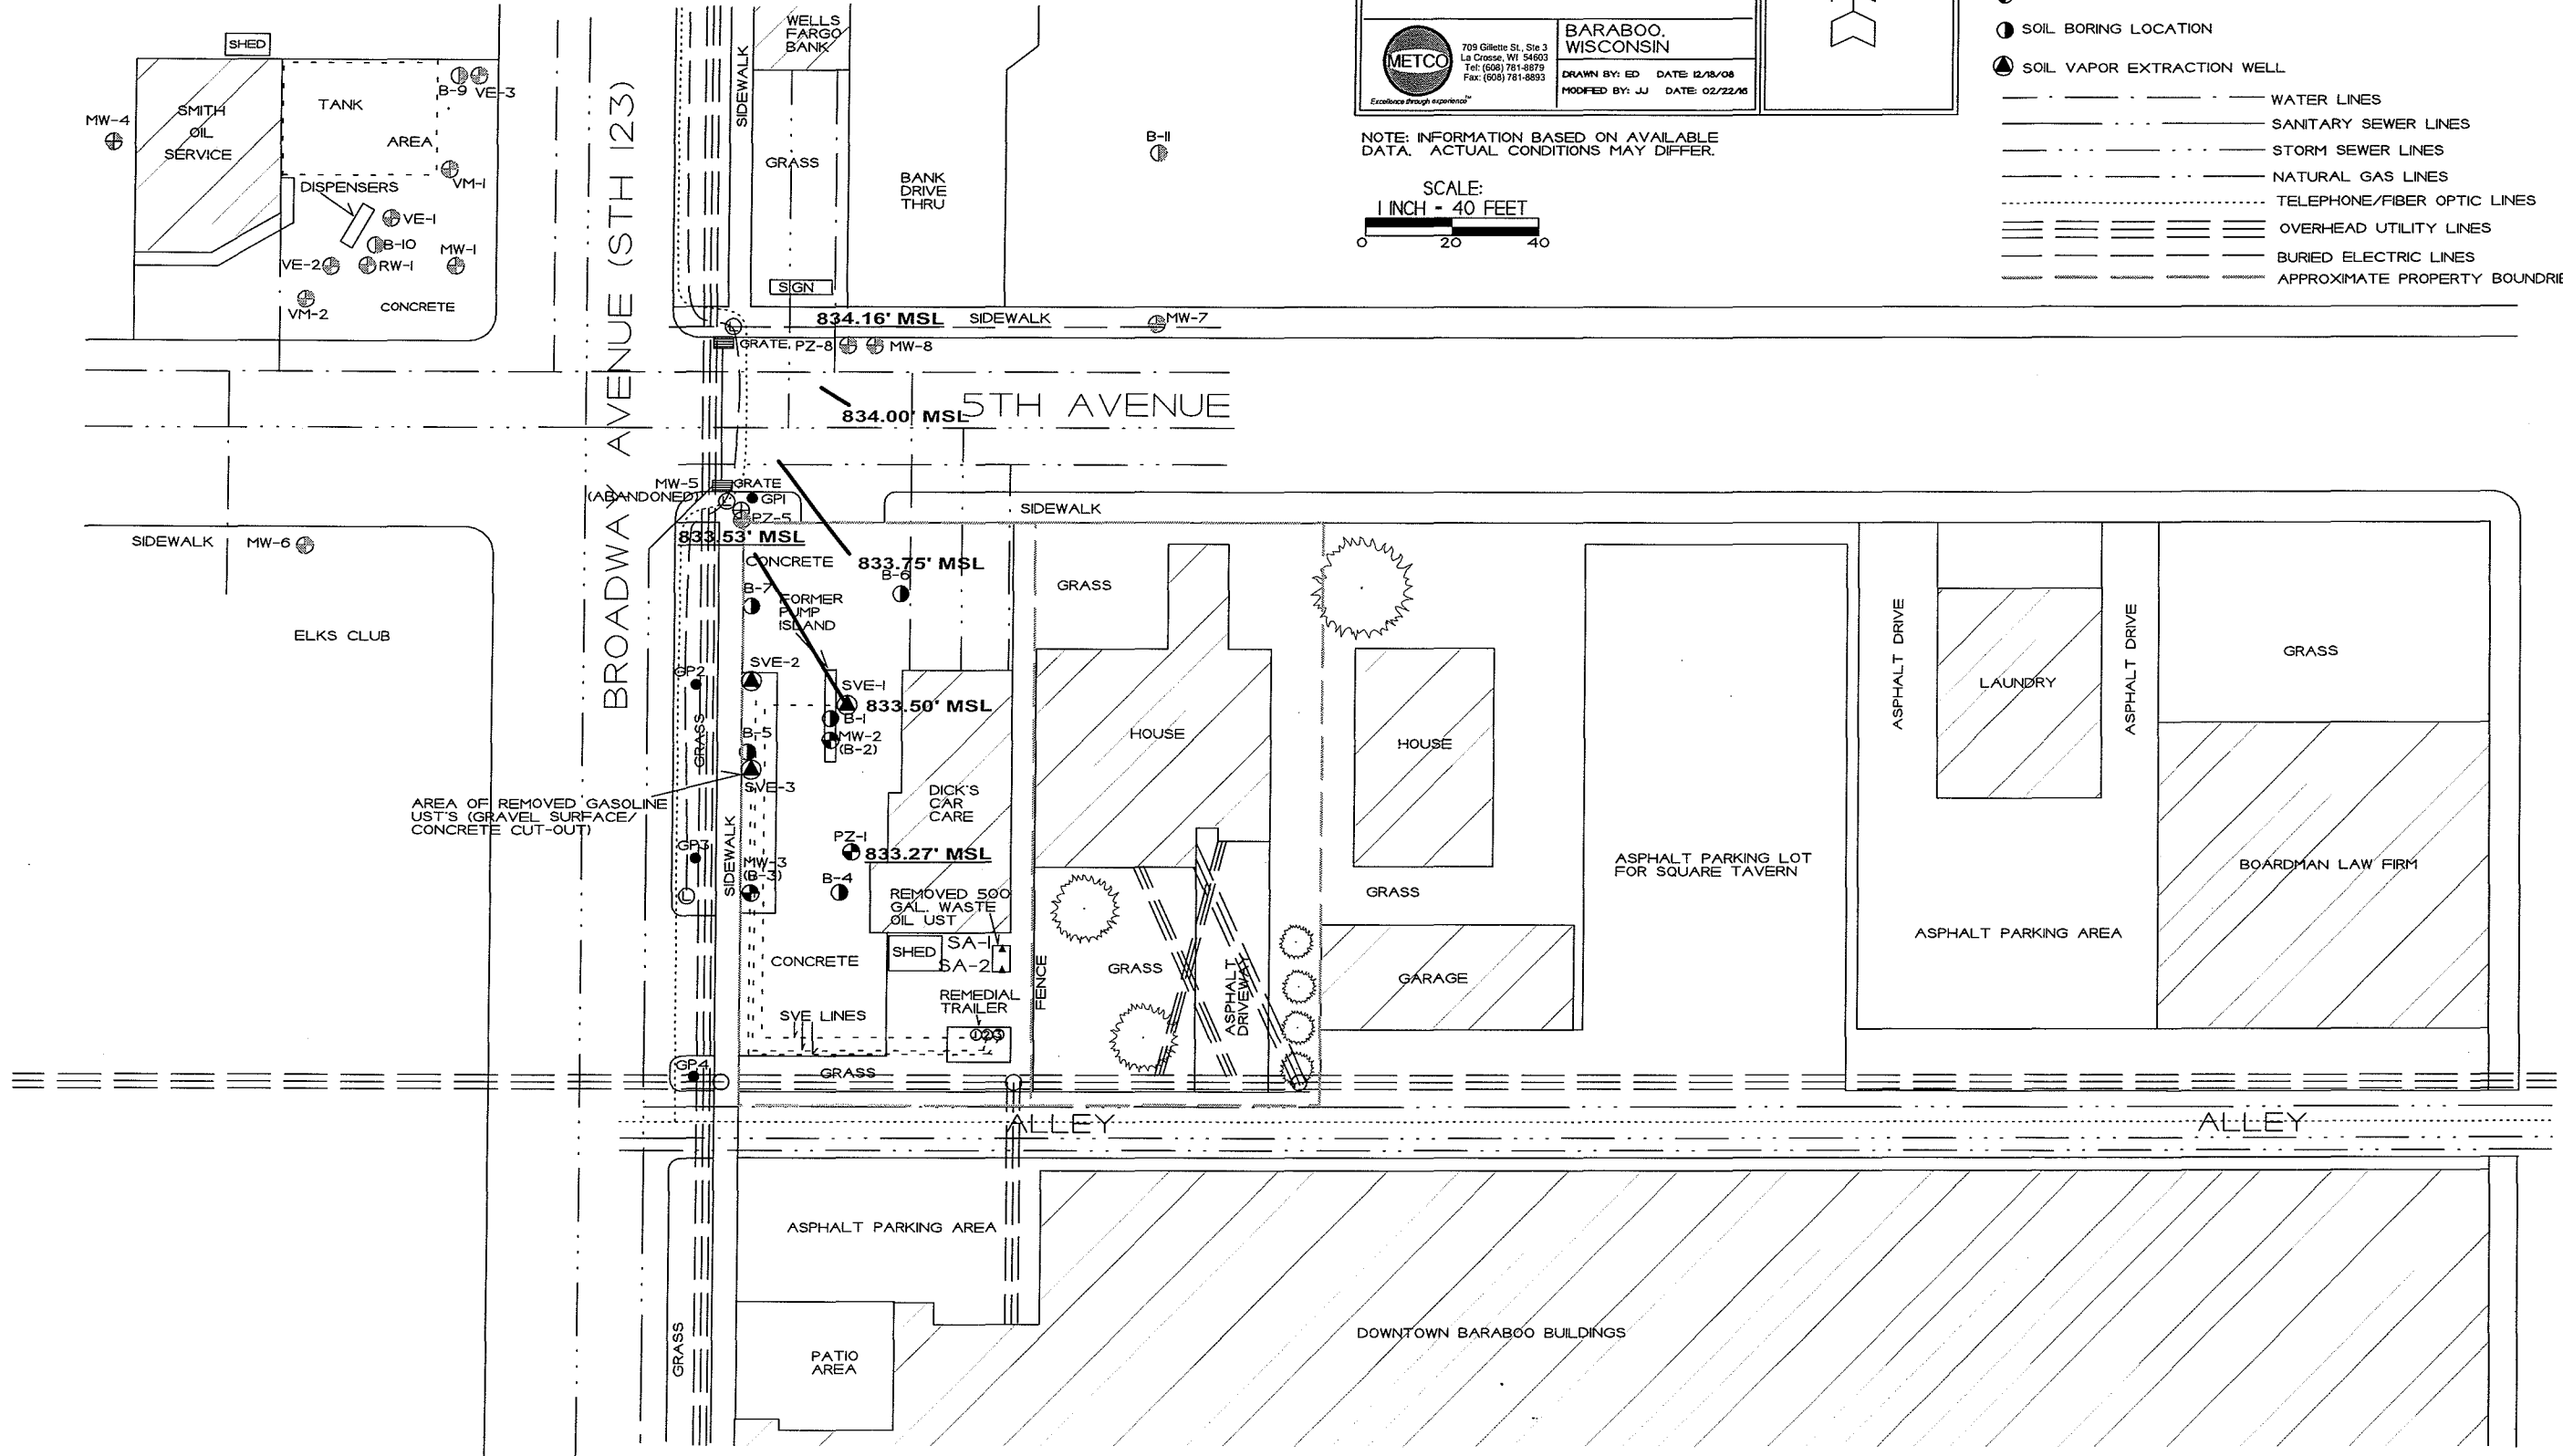 WELLS
FARGO
BANK
SHED
SMITH
OIL
SERVICE
TANK
AREA
B-9
VE-3
MW-4
VM-1
DISPENSERS
VE-1
B-10
MW-1
VE-2
RW-1
VM-2
CONCRETE
BROADWAY AVENUE (STH 123)
SIDEWALK
GRASS
BANK
DRIVE
THRU
SIGN
B-11
METCO
Excellence through experience™
709 Gillette St., Ste 3
La Crosse, WI 54603
Tel: (608) 781-8879
Fax: (608) 781-8893
BARABOO,
WISCONSIN
DRAWN BY: ED DATE: 12/18/08
MODIFIED BY: JJ DATE: 02/22/16
NOTE: INFORMATION BASED ON AVAILABLE
DATA. ACTUAL CONDITIONS MAY DIFFER.
SCALE:
1 INCH - 40 FEET
0 20 40
SOIL BORING LOCATION
SOIL VAPOR EXTRACTION WELL
WATER LINES
SANITARY SEWER LINES
STORM SEWER LINES
NATURAL GAS LINES
TELEPHONE/FIBER OPTIC LINES
OVERHEAD UTILITY LINES
BURIED ELECTRIC LINES
APPROXIMATE PROPERTY BOUNDRIE
834.16' MSL
SIDEWALK
MW-7
GRATE
PZ-8
MW-8
834.00' MSL
5TH AVENUE
MW-5
(ABANDONED)
GRATE
GP1
PZ-5
SIDEWALK
SIDEWALK
MW-6
833.53' MSL
CONCRETE
833.75' MSL
B-6
B-7
FORMER
PUMP
ISLAND
GRASS
ELKS CLUB
GP2
SVE-2
SVE-1
833.50' MSL
B-1
MW-2
(B-2)
B-5
GRASS
SVE-3
AREA OF REMOVED GASOLINE
UST'S (GRAVEL SURFACE/
CONCRETE CUT-OUT)
DICK'S
CAR
CARE
HOUSE
HOUSE
ASPHALT DRIVE
LAUNDRY
ASPHALT DRIVE
GRASS
GP3
SIDEWALK
PZ-1
833.27' MSL
MW-3
(B-3)
B-4
L
REMOVED 500
GAL. WASTE
OIL UST
GRASS
ASPHALT PARKING LOT
FOR SQUARE TAVERN
BOARDMAN LAW FIRM
ASPHALT PARKING AREA
CONCRETE
SHED
SA-1
SA-2
FENCE
GRASS
ASPHALT
DRIVEWAY
GARAGE
REMEDIAL
TRAILER
1 2 3
SVE LINES
GP4
GRASS
ALLEY
ALLEY
ASPHALT PARKING AREA
GRASS
PATIO
AREA
DOWNTOWN BARABOO BUILDINGS